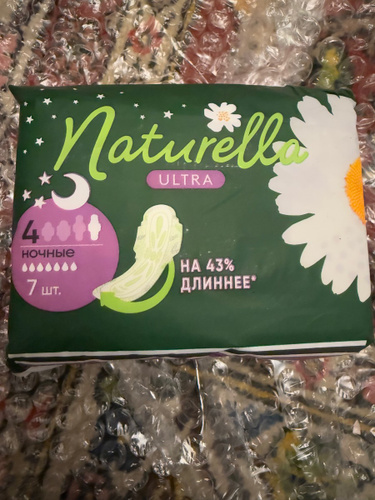 Naturella
ULTRA
4
ночные
7 шт.
НА 43%
ДЛИННЕЕ*